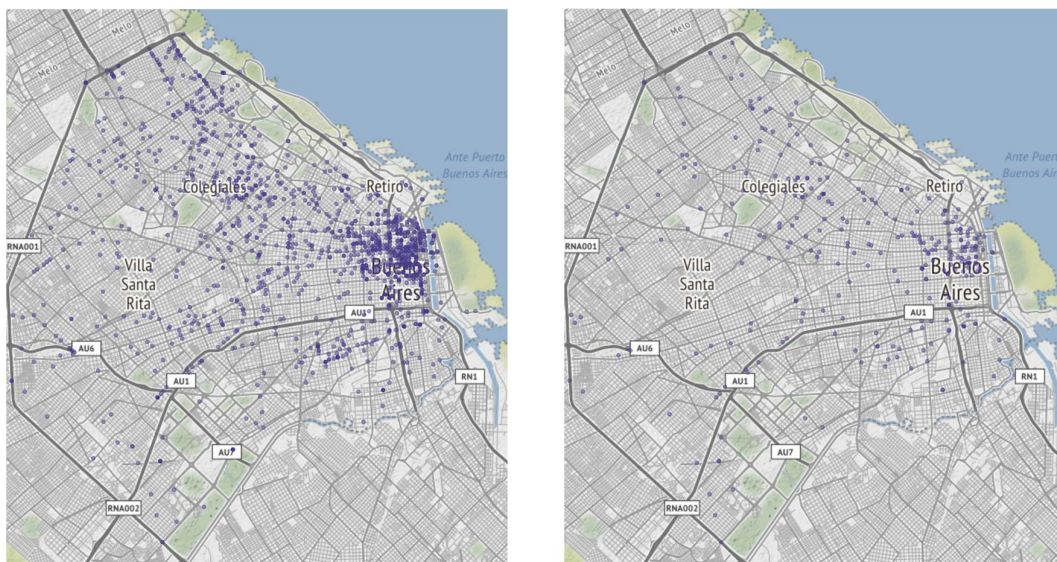 Melo
Melo
Ante Puerto
Buenos Aires
Colegiales
Retiro
RNA001
Villa
Santa
Rita
Buenos
Aires
AU6
AU1
RN1
AU7
RNA002
Melo
Melo
Ante Puert
Buenos Air
Colegiales
Retiro
RNA001
Villa
Santa
Rita
Buenos
Aires
AU1
AU6
AU1
RN1
AU7
RNA002